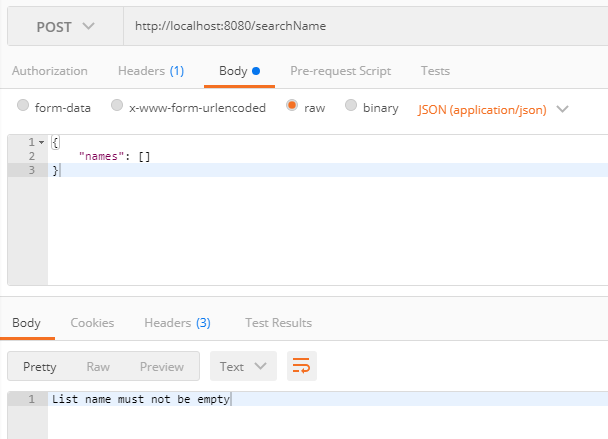 POST http://localhost:8080/searchName
Authorization Headers (1) Body Pre-request Script Tests
form-data x-www-form-urlencoded raw binary JSON (application/json)
1 {
2 "names": []
3 }
Body Cookies Headers (3) Test Results
Pretty Raw Preview Text
1 List name must not be empty